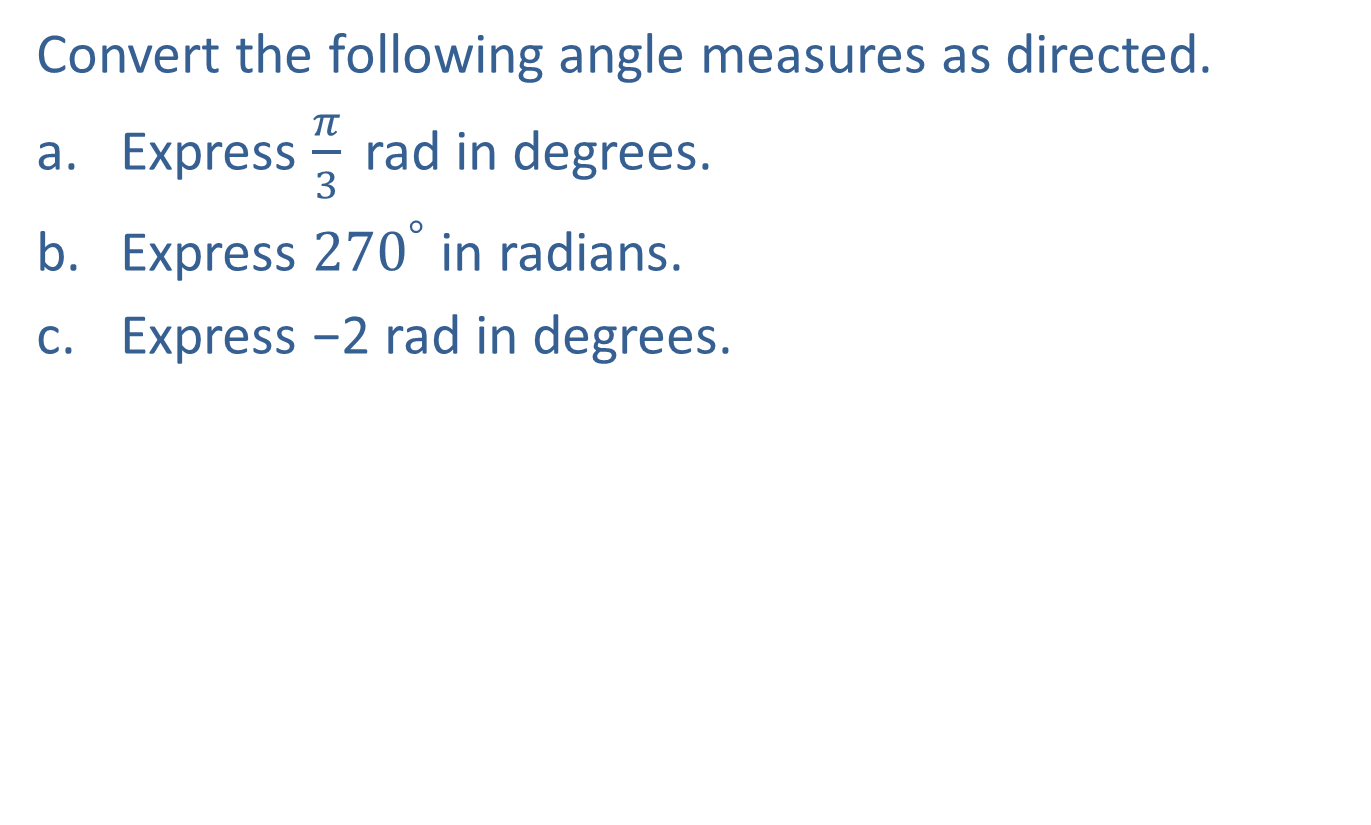 Convert the following angle measures as directed.
a. Express π/3 rad in degrees.
b. Express 270° in radians.
c. Express −2 rad in degrees.